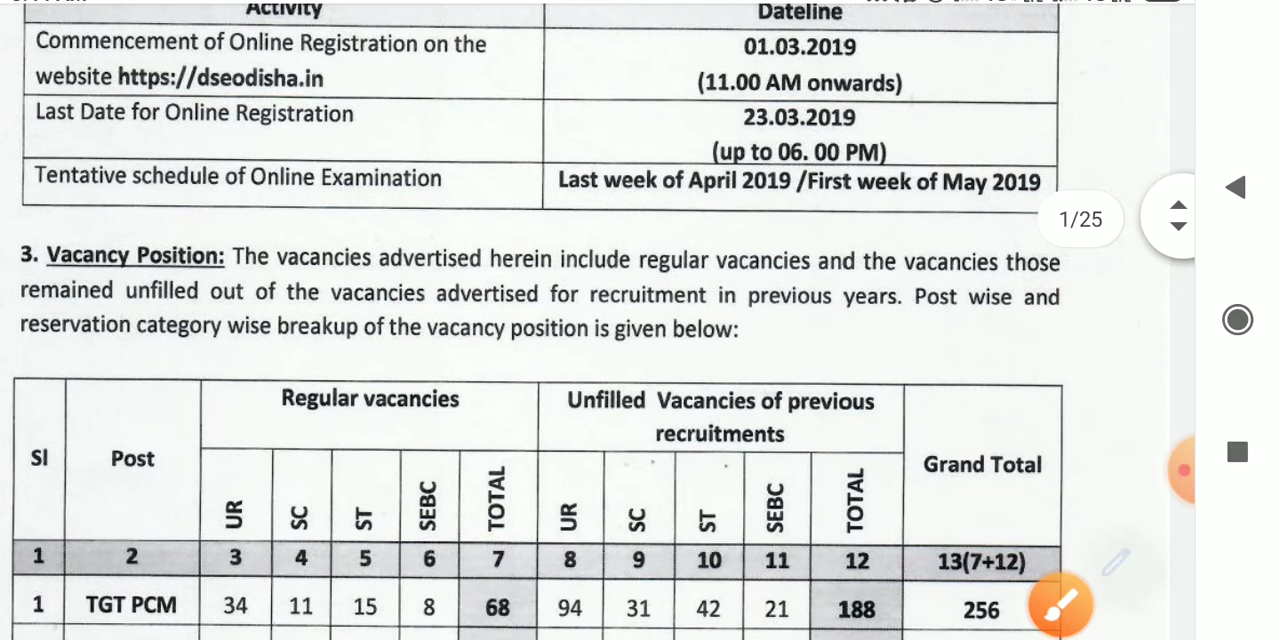 Activity Dateline
Commencement of Online Registration on the 01.03.2019
website https://dseodisha.in (11.00 AM onwards)
Last Date for Online Registration 23.03.2019
(up to 06. 00 PM)
Tentative schedule of Online Examination Last week of April 2019 /First week of May 2019
1/25
3. Vacancy Position: The vacancies advertised herein include regular vacancies and the vacancies those
remained unfilled out of the vacancies advertised for recruitment in previous years. Post wise and
reservation category wise breakup of the vacancy position is given below:
Sl Post Regular vacancies Unfilled Vacancies of previous
recruitments Grand Total
UR SC ST SEBC TOTAL UR SC ST SEBC TOTAL
1 2 3 4 5 6 7 8 9 10 11 12 13(7+12)
1 TGT PCM 34 11 15 8 68 94 31 42 21 188 256